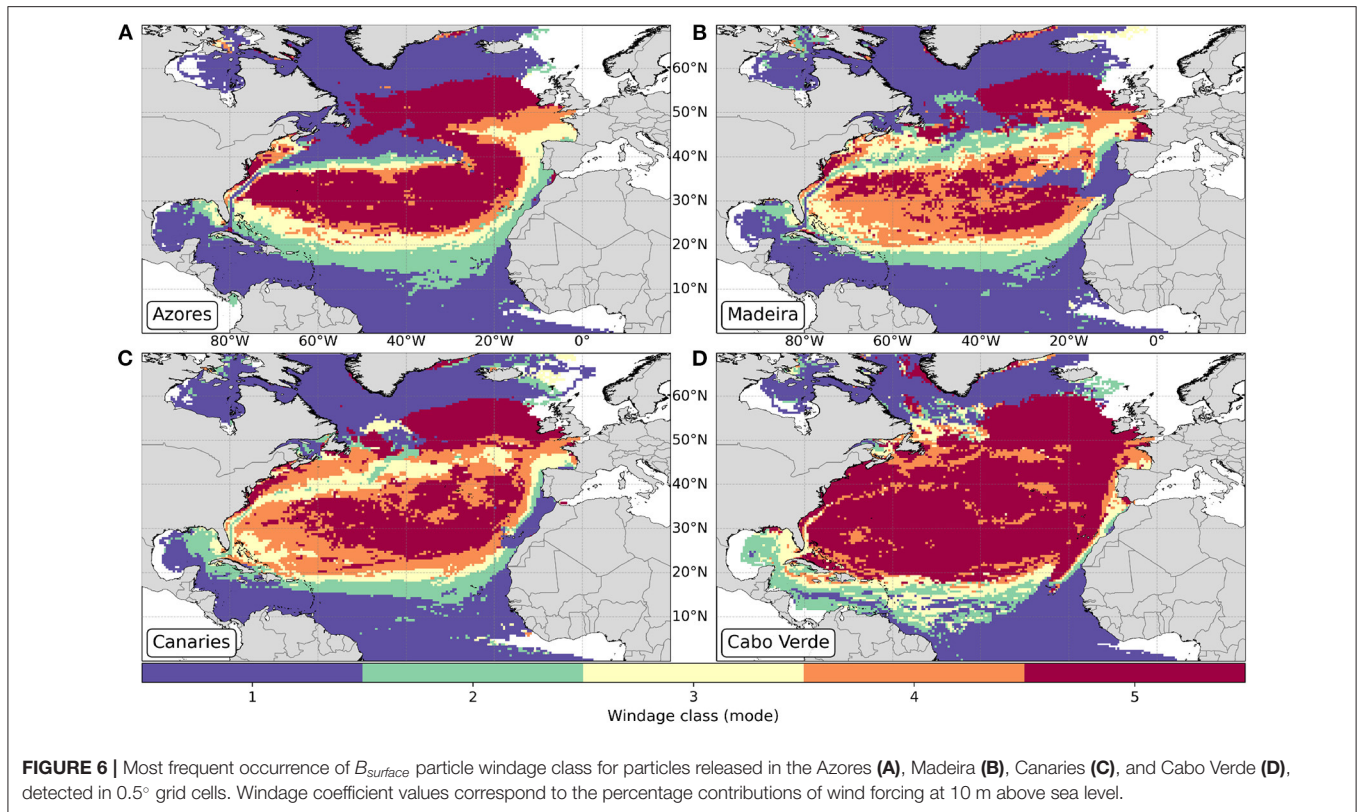 A
B
60°N
50°N
40°N
30°N
20°N
10°N
Azores
Madeira
80°W 60°W 40°W 20°W 0°
80°W 60°W 40°W 20°W 0°
C
D
60°N
50°N
40°N
30°N
20°N
10°N
Canaries
Cabo Verde
1 2 3 4 5
Windage class (mode)
FIGURE 6 | Most frequent occurrence of Bsurface particle windage class for particles released in the Azores (A), Madeira (B), Canaries (C), and Cabo Verde (D),
detected in 0.5° grid cells. Windage coefficient values correspond to the percentage contributions of wind forcing at 10 m above sea level.